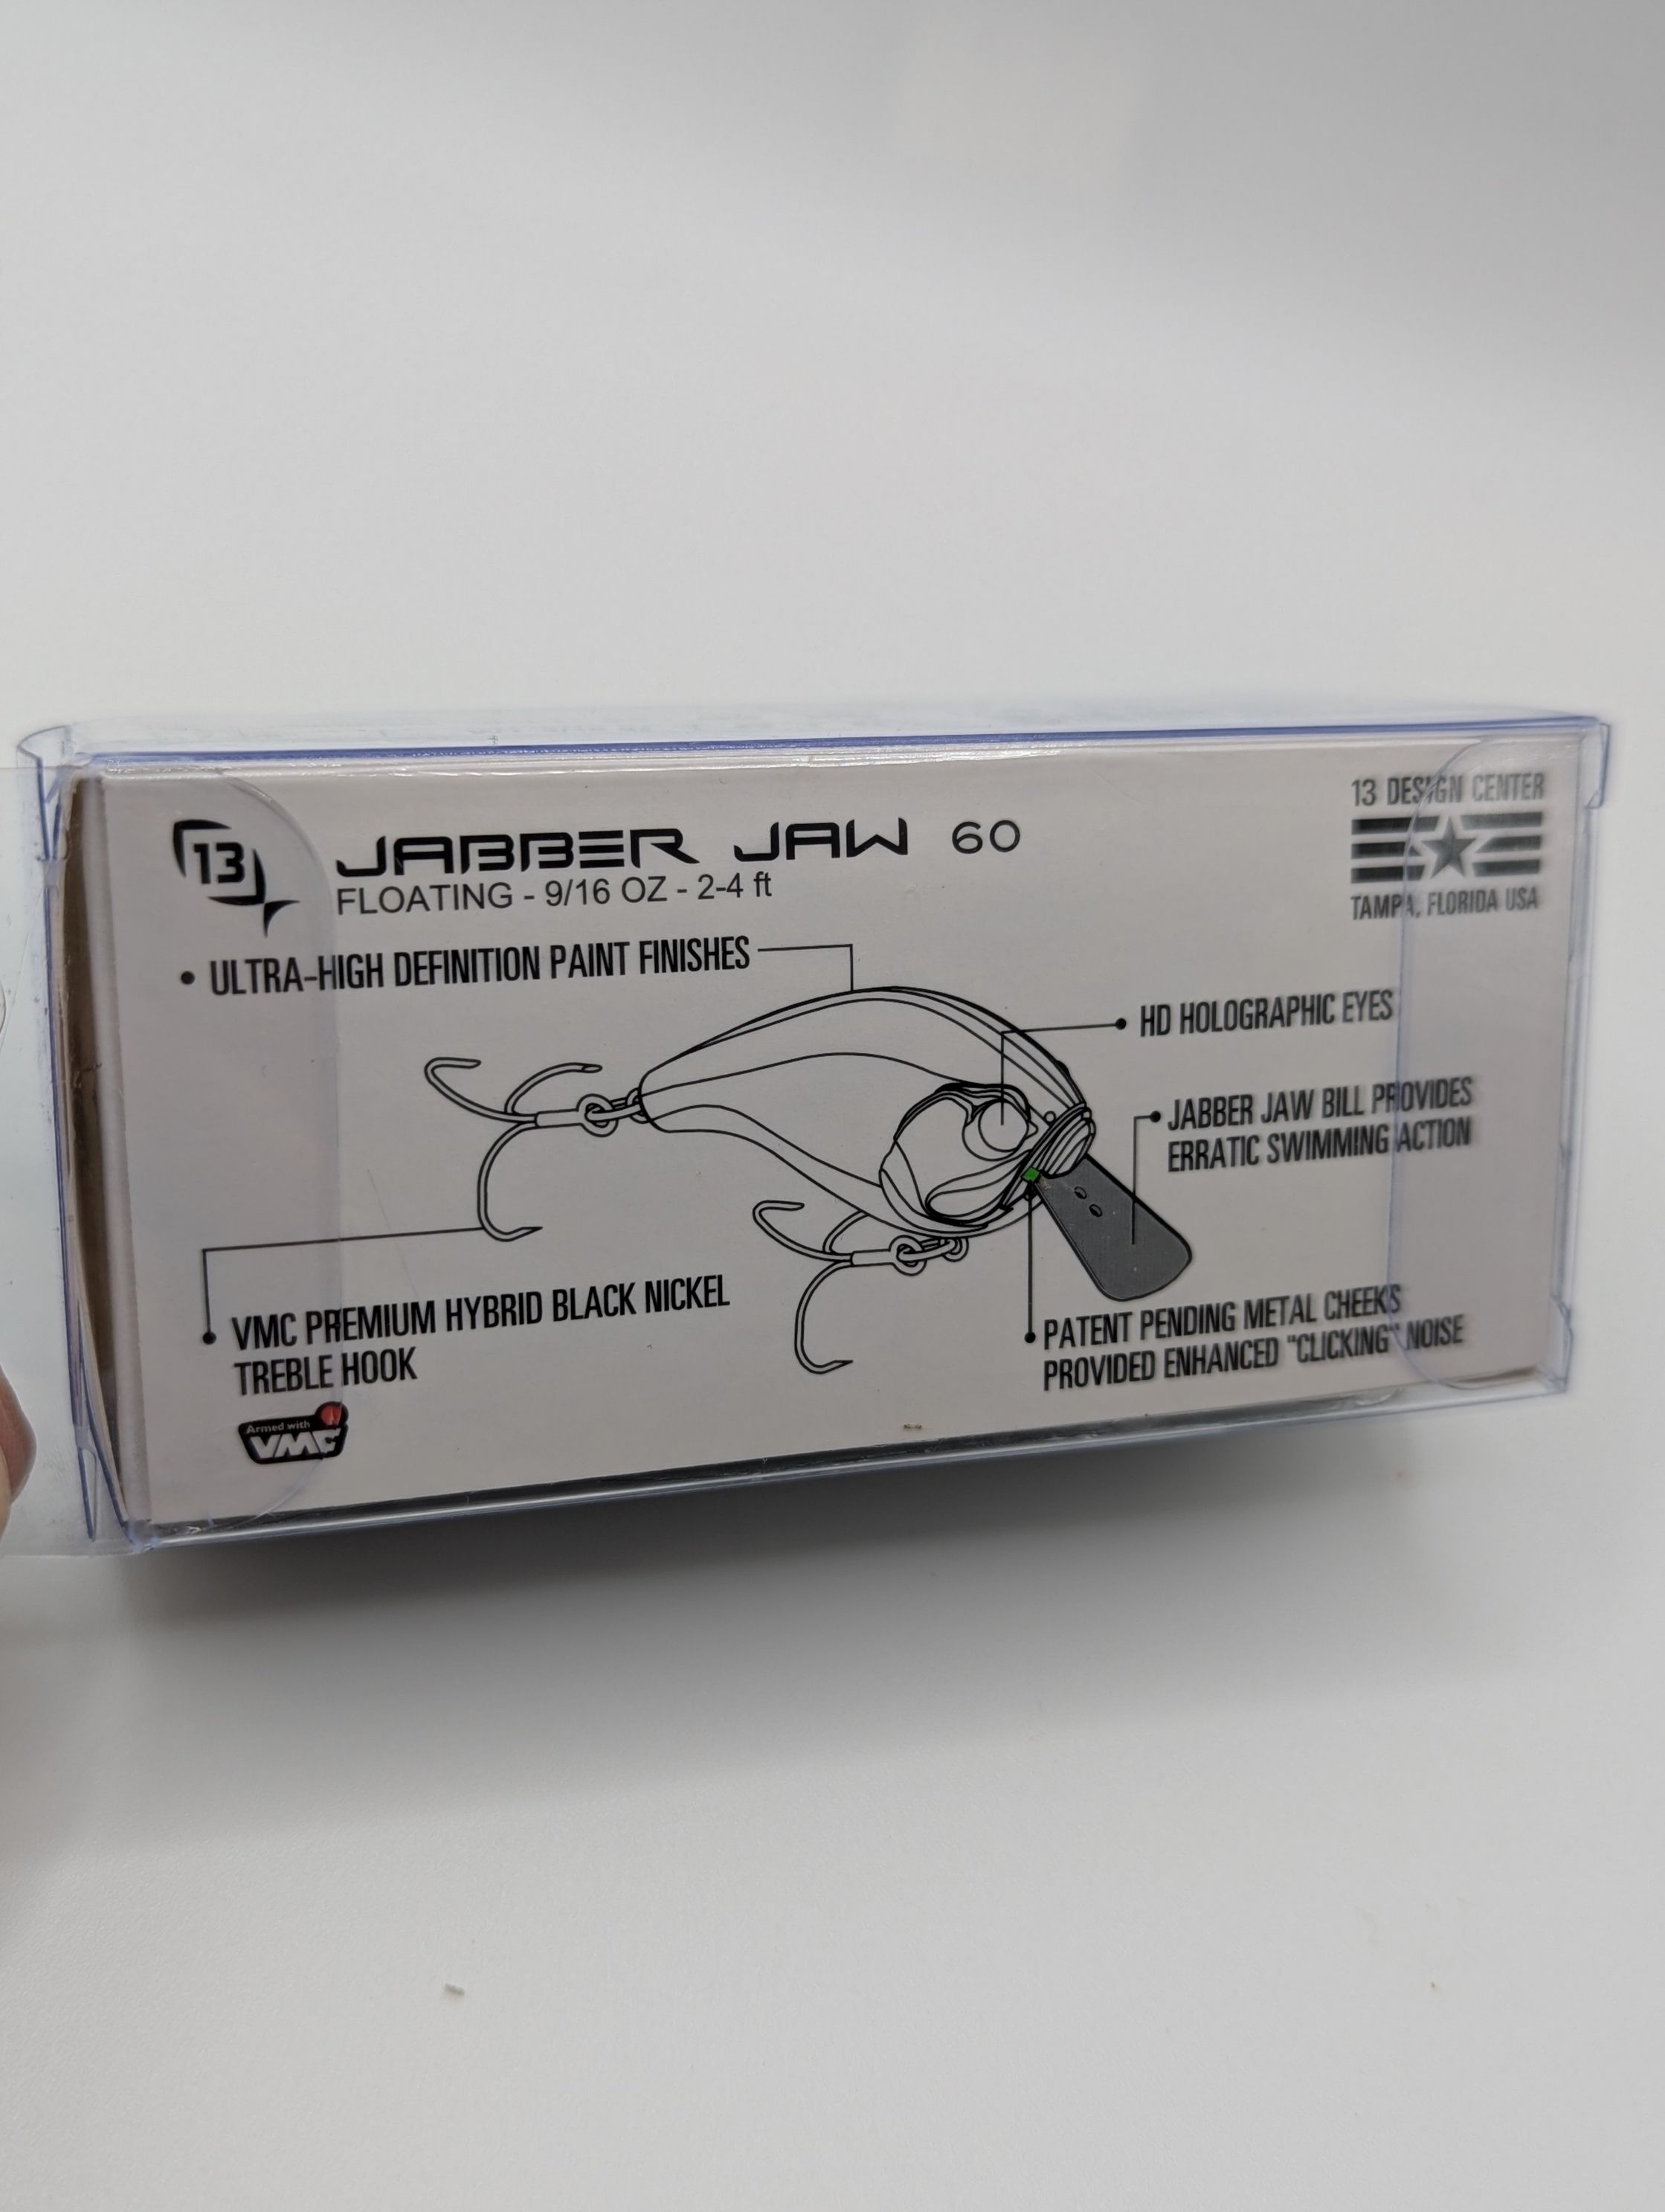 13
JABBER JAW 60
FLOATING - 9/16 OZ - 2-4 ft
13 DESIGN CENTER
TAMPA, FLORIDA USA
• ULTRA-HIGH DEFINITION PAINT FINISHES
HD HOLOGRAPHIC EYES
JABBER JAW BILL PROVIDES
ERRATIC SWIMMING ACTION
VMC PREMIUM HYBRID BLACK NICKEL
TREBLE HOOK
PATENT PENDING METAL CHEEKS
PROVIDED ENHANCED "CLICKING" NOISE
Armed with
VMC